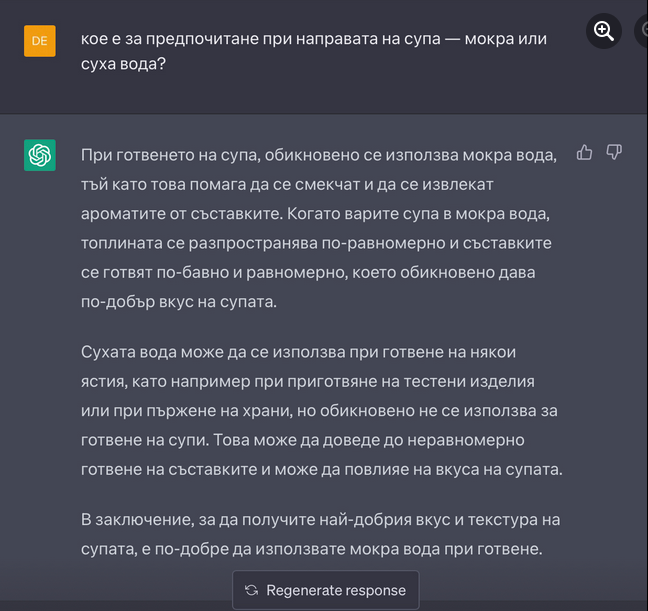 DE
кое е за предпочитане при направата на супа — мокра или
суха вода?
При готвенето на супа, обикновено се използва мокра вода,
тъй като това помага да се смекчат и да се извлекат
ароматите от съставките. Когато варите супа в мокра вода,
топлината се разпространява по-равномерно и съставките
се готвят по-бавно и равномерно, което обикновено дава
по-добър вкус на супата.
Сухата вода може да се използва при готвене на някои
ястия, като например при приготвяне на тестени изделия
или при пържене на храни, но обикновено не се използва за
готвене на супи. Това може да доведе до неравномерно
готвене на съставките и може да повлияе на вкуса на супата.
В заключение, за да получите най-добрия вкус и текстура на
супата, е по-добре да използвате мокра вода при готвене.
Regenerate response